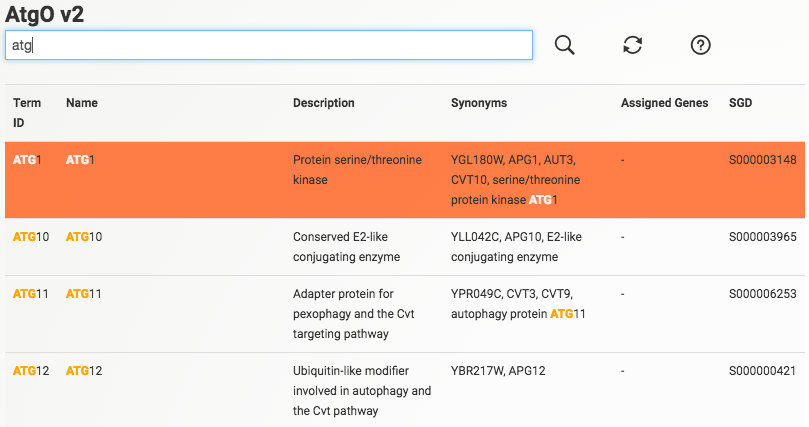 AtgO v2
atg
Term ID Name Description Synonyms Assigned Genes SGD
ATG1 ATG1 Protein serine/threonine kinase YGL180W, APG1, AUT3, CVT10, serine/threonine protein kinase ATG1 - S000003148
ATG10 ATG10 Conserved E2-like conjugating enzyme YLL042C, APG10, E2-like conjugating enzyme - S000003965
ATG11 ATG11 Adapter protein for pexophagy and the Cvt targeting pathway YPR049C, CVT3, CVT9, autophagy protein ATG11 - S000006253
ATG12 ATG12 Ubiquitin-like modifier involved in autophagy and the Cvt pathway YBR217W, APG12 - S000000421